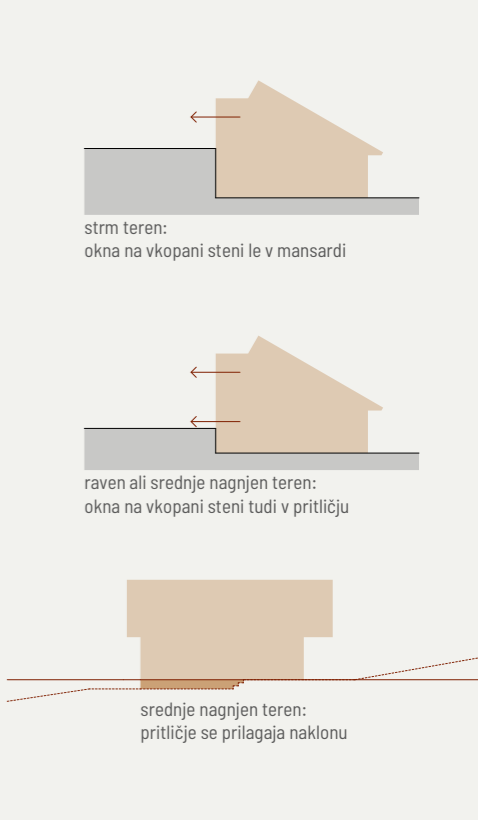 strm teren:
okna na vkopani steni le v mansardi
raven ali srednje nagnjen teren:
okna na vkopani steni tudi v pritličju
srednje nagnjen teren:
pritličje se prilagaja naklonu